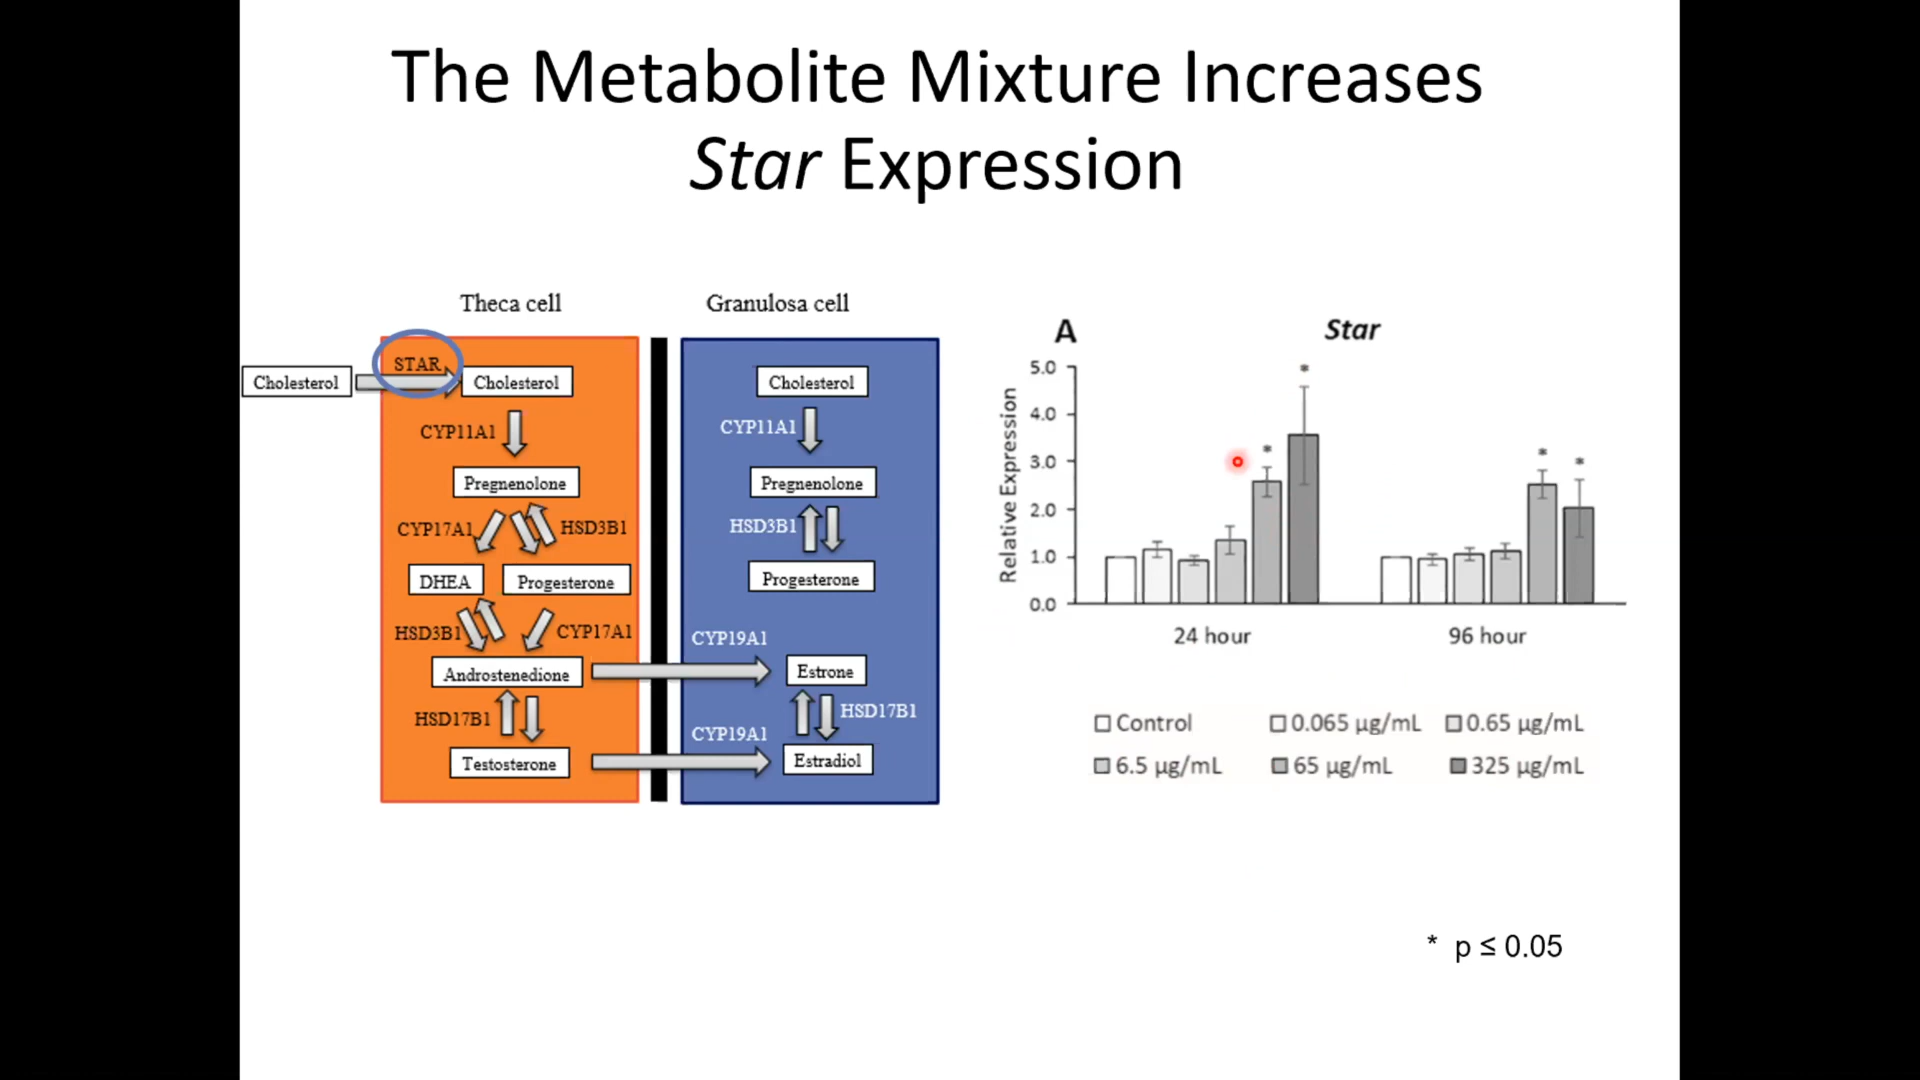 The Metabolite Mixture Increases
Star Expression
Theca cell
Granulosa cell
Cholesterol
STAR
Cholesterol
CYP11A1
Pregnenolone
CYP17A1
HSD3B1
DHEA
Progesterone
HSD3B1
CYP17A1
Androstenedione
HSD17B1
Testosterone
Cholesterol
CYP11A1
Pregnenolone
HSD3B1
Progesterone
CYP19A1
Estrone
HSD17B1
CYP19A1
Estradiol
A
Star
Relative Expression
5.0
4.0
3.0
2.0
1.0
0.0
*
*
*
*
24 hour
96 hour
Control
0.065 µg/mL
0.65 µg/mL
6.5 µg/mL
65 µg/mL
325 µg/mL
* p ≤ 0.05